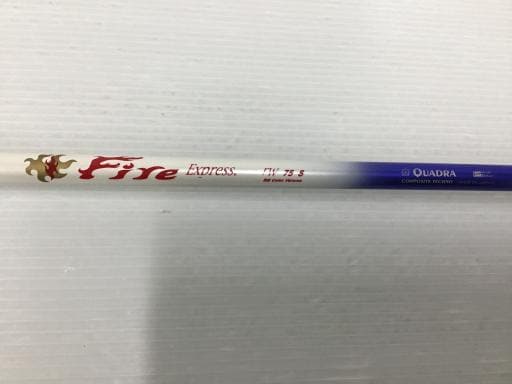 Fire Express. FW 75 S
QUADRA
COMPOSITE TECHNO